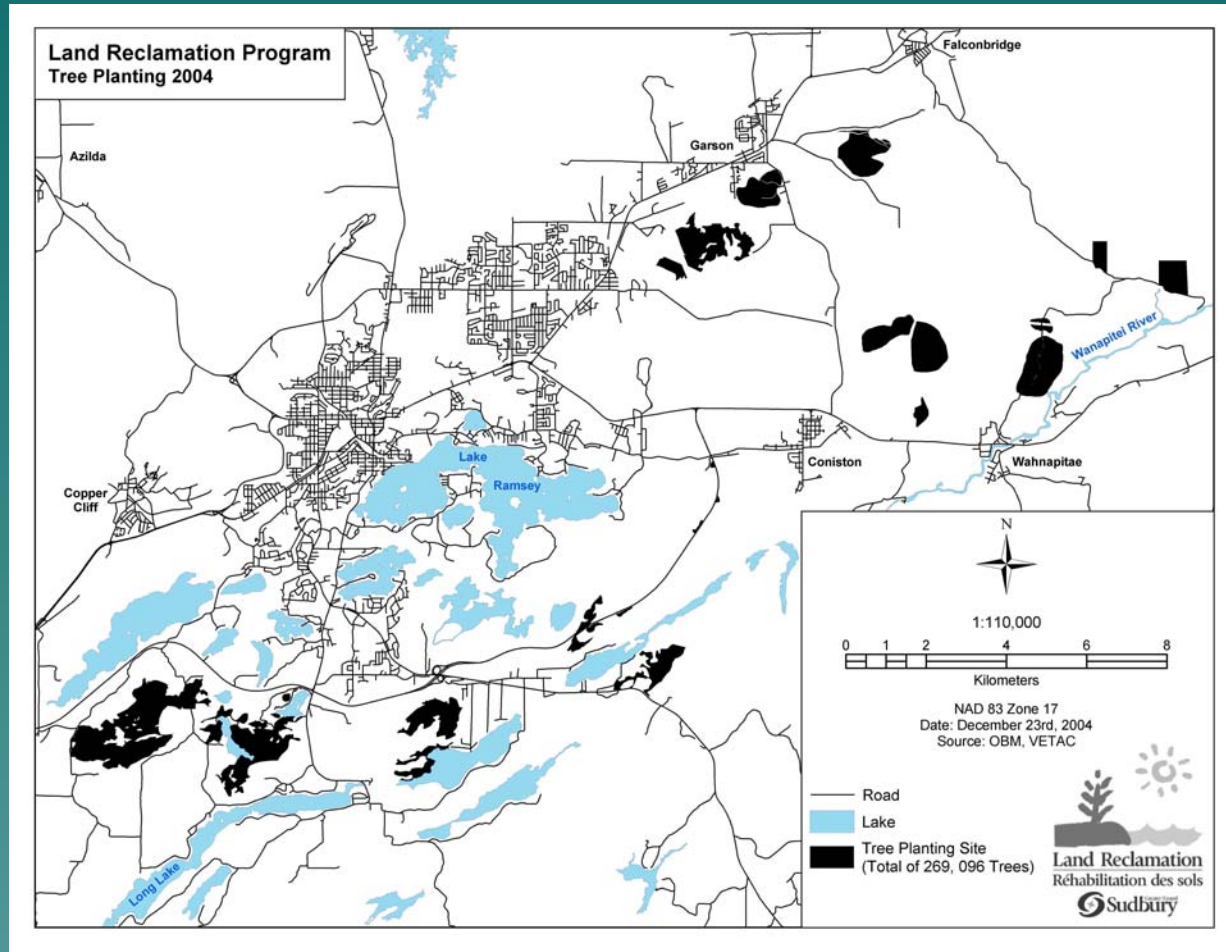 Land Reclamation Program
Tree Planting 2004
Falconbridge
Azilda
Garson
Wanapitei River
Lake
Ramsey
Coniston
Wahnapitae
Copper
Cliff
N
1:110,000
0 1 2 4 6 8
Kilometers
NAD 83 Zone 17
Date: December 23rd, 2004
Source: OBM, VETAC
Road
Lake
Tree Planting Site
(Total of 269, 096 Trees)
Long Lake
Land Reclamation
Réhabilitation des sols
Sudbury